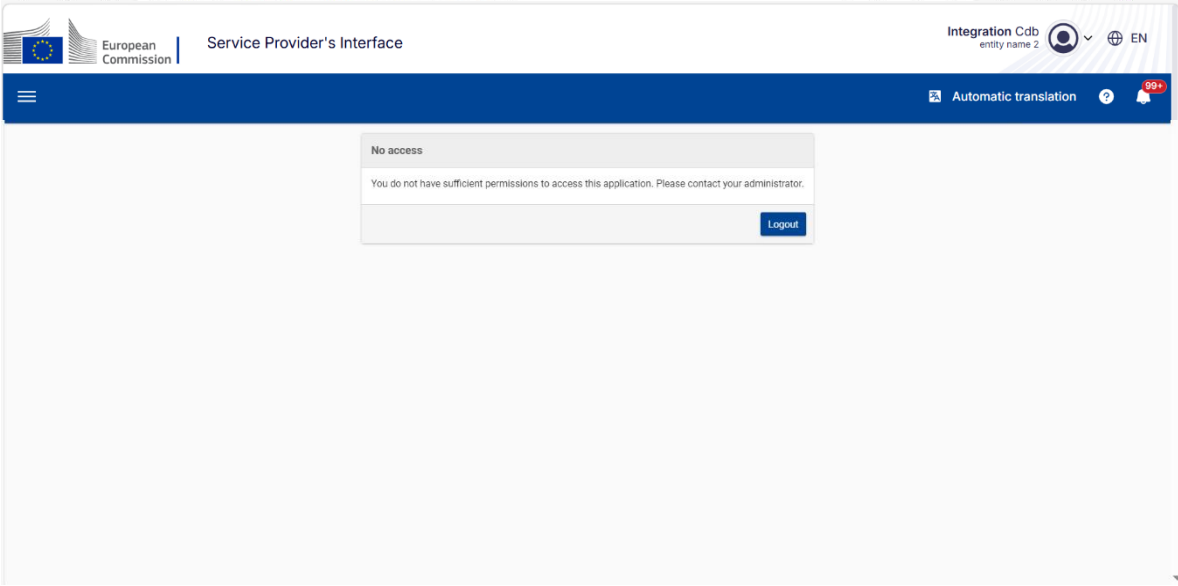 European
Commission
Service Provider's Interface
Integration Cdb
entity name 2
EN
Automatic translation
?
99+
No access
You do not have sufficient permissions to access this application. Please contact your administrator.
Logout